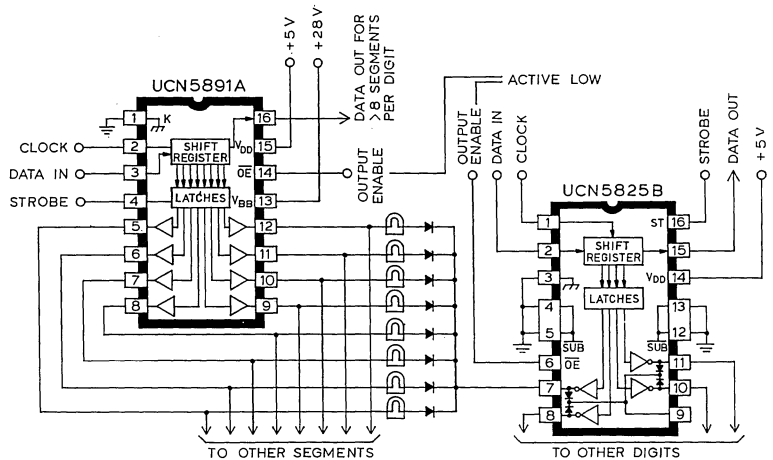 UCN5891A
+5V
+28V
DATA OUT FOR
>8 SEGMENTS
PER DIGIT
ACTIVE LOW
CLOCK
DATA IN
STROBE
1
2
3
4
5
6
7
8
K
SHIFT
REGISTER
LATCHES
VDD
OE
VBB
16
15
14
13
12
11
10
9
OUTPUT
ENABLE
OUTPUT
ENABLE
DATA IN
CLOCK
STROBE
DATA OUT
+5V
UCN5825B
1
2
3
4
5
6
7
8
SHIFT
REGISTER
LATCHES
ST
VDD
SUB
SUB
OE
16
15
14
13
12
11
10
9
TO OTHER SEGMENTS
TO OTHER DIGITS